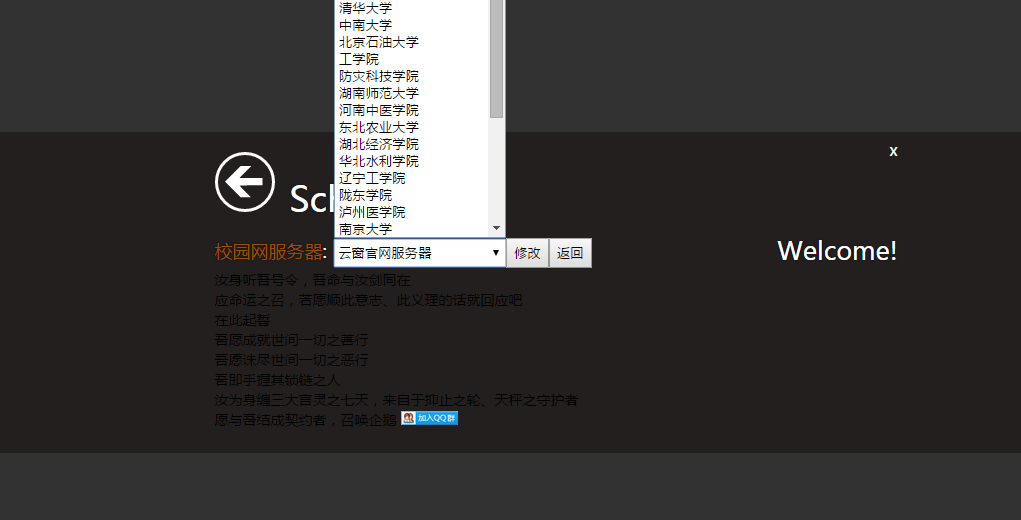 清华大学
中南大学
北京石油大学
工学院
防灾科技学院
湖南师范大学
河南中医学院
东北农业大学
湖北经济学院
华北水利学院
辽宁工学院
陇东学院
泸州医学院
南京大学
x
Sch
校园网服务器: 云窗官网服务器 修改 返回
Welcome!
汝身听吾号令，吾命与汝剑同在
应命运之召，若愿顺此意志、此义理的话就回应吧
在此起誓
吾愿成就世间一切之善行
吾愿诛尽世间一切之恶行
吾即手握其锁链之人
汝为身缠三大言灵之七天，来自于抑止之轮、天秤之守护者
愿与吾结成契约者，召唤企鹅 加入QQ群